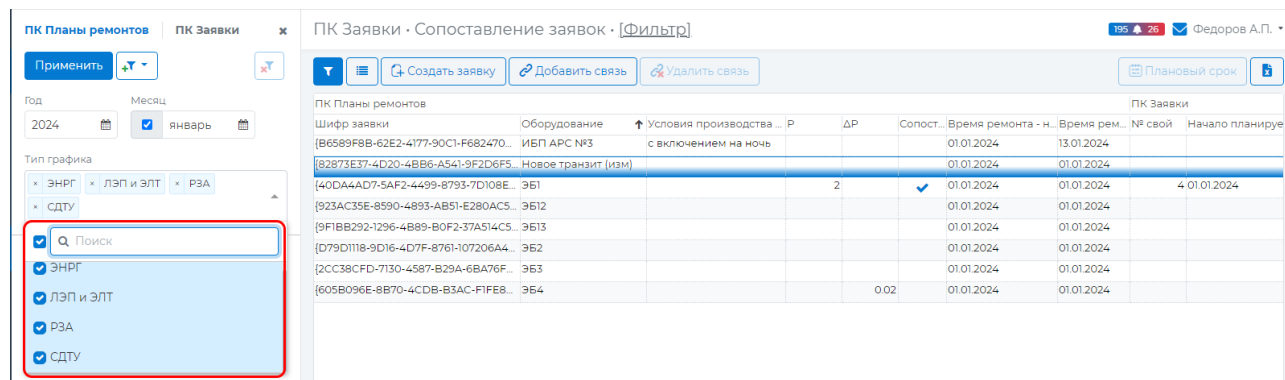 ПК Планы ремонтов ПК Заявки × ПК Заявки · Сопоставление заявок · [Фильтр] 195 26 Федоров А.П.
Применить Создать заявку Добавить связь Удалить связь Плановый срок
Год Месяц
2024 январь
Тип графика
× ЭНРГ × ЛЭП и ЭЛТ × РЗА
× СДТУ
Поиск
ЭНРГ
ЛЭП и ЭЛТ
РЗА
СДТУ
ПК Планы ремонтов ПК Заявки
Шифр заявки Оборудование Условия производства ... Р ΔР Сопост... Время ремонта - н... Время рем... № свой Начало планируе
{B6589F8B-62E2-4177-90C1-F682470... ИБП АРС №3 с включением на ночь 01.01.2024 13.01.2024
{82873E37-4D20-4BB6-A541-9F2D6F5... Новое транзит (изм) 01.01.2024 01.01.2024
{40DA4AD7-5AF2-4499-8793-7D108E... ЭБ1 2 01.01.2024 01.01.2024 4 01.01.2024
{923AC35E-8590-4893-AB51-E280AC5... ЭБ12 01.01.2024 01.01.2024
{9F1BB292-1296-4B89-B0F2-37A514C5... ЭБ13 01.01.2024 01.01.2024
{D79D1118-9D16-4D7F-8761-107206A4... ЭБ2 01.01.2024 01.01.2024
{2CC38CFD-7130-4587-B29A-6BA76F... ЭБ3 01.01.2024 01.01.2024
{605B096E-8B70-4CDB-B3AC-F1FE8... ЭБ4 0.02 01.01.2024 01.01.2024